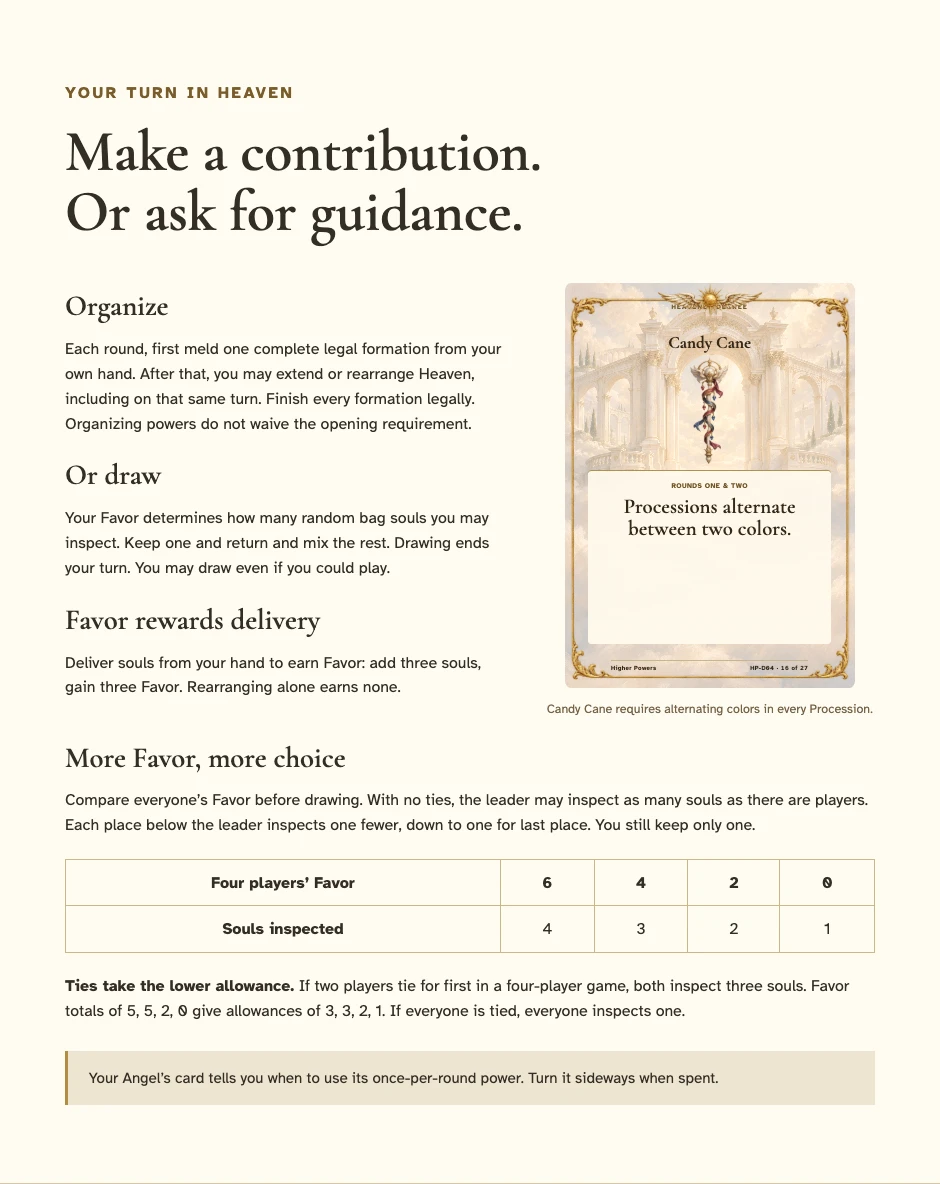 YOUR TURN IN HEAVEN
Make a contribution.
Or ask for guidance.
Organize
Each round, first meld one complete legal formation from your
own hand. After that, you may extend or rearrange Heaven,
including on that same turn. Finish every formation legally.
Organizing powers do not waive the opening requirement.
Or draw
Your Favor determines how many random bag souls you may
inspect. Keep one and return and mix the rest. Drawing ends
your turn. You may draw even if you could play.
Favor rewards delivery
Deliver souls from your hand to earn Favor: add three souls,
gain three Favor. Rearranging alone earns none.
Candy Cane
ROUNDS ONE & TWO
Processions alternate
between two colors.
Higher Powers HP-D64 · 16 of 27
Candy Cane requires alternating colors in every Procession.
More Favor, more choice
Compare everyone’s Favor before drawing. With no ties, the leader may inspect as many souls as there are players.
Each place below the leader inspects one fewer, down to one for last place. You still keep only one.
Four players’ Favor 6 4 2 0
Souls inspected 4 3 2 1
Ties take the lower allowance. If two players tie for first in a four-player game, both inspect three souls. Favor
totals of 5, 5, 2, 0 give allowances of 3, 3, 2, 1. If everyone is tied, everyone inspects one.
Your Angel’s card tells you when to use its once-per-round power. Turn it sideways when spent.